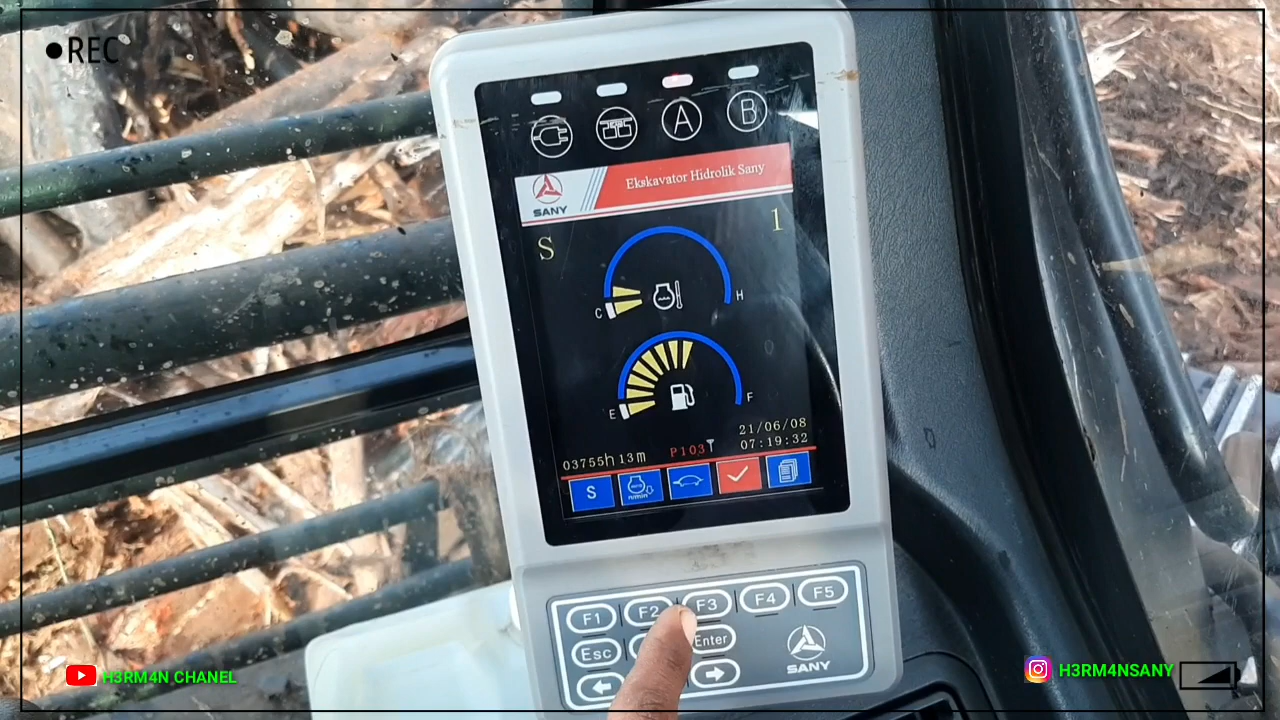 ●REC
A B
SANY
Ekskavator Hidrolik Sany
S 1
C H
E F
21/06/08
03755h 13m P103 07:19:32
S
F1 F2 F3 F4 F5
Esc Enter
SANY
H3RM4N CHANEL
H3RM4NSANY